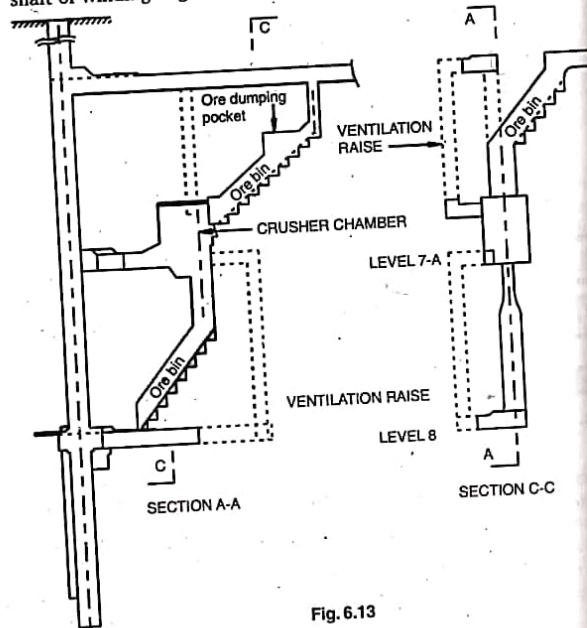 shaft of winding
C
A
Ore dumping
pocket
VENTILATION
RAISE
Ore bin
Ore bin
CRUSHER CHAMBER
LEVEL 7-A
Ore bin
VENTILATION RAISE
LEVEL 8
C
A
SECTION A-A
SECTION C-C
Fig. 6.13